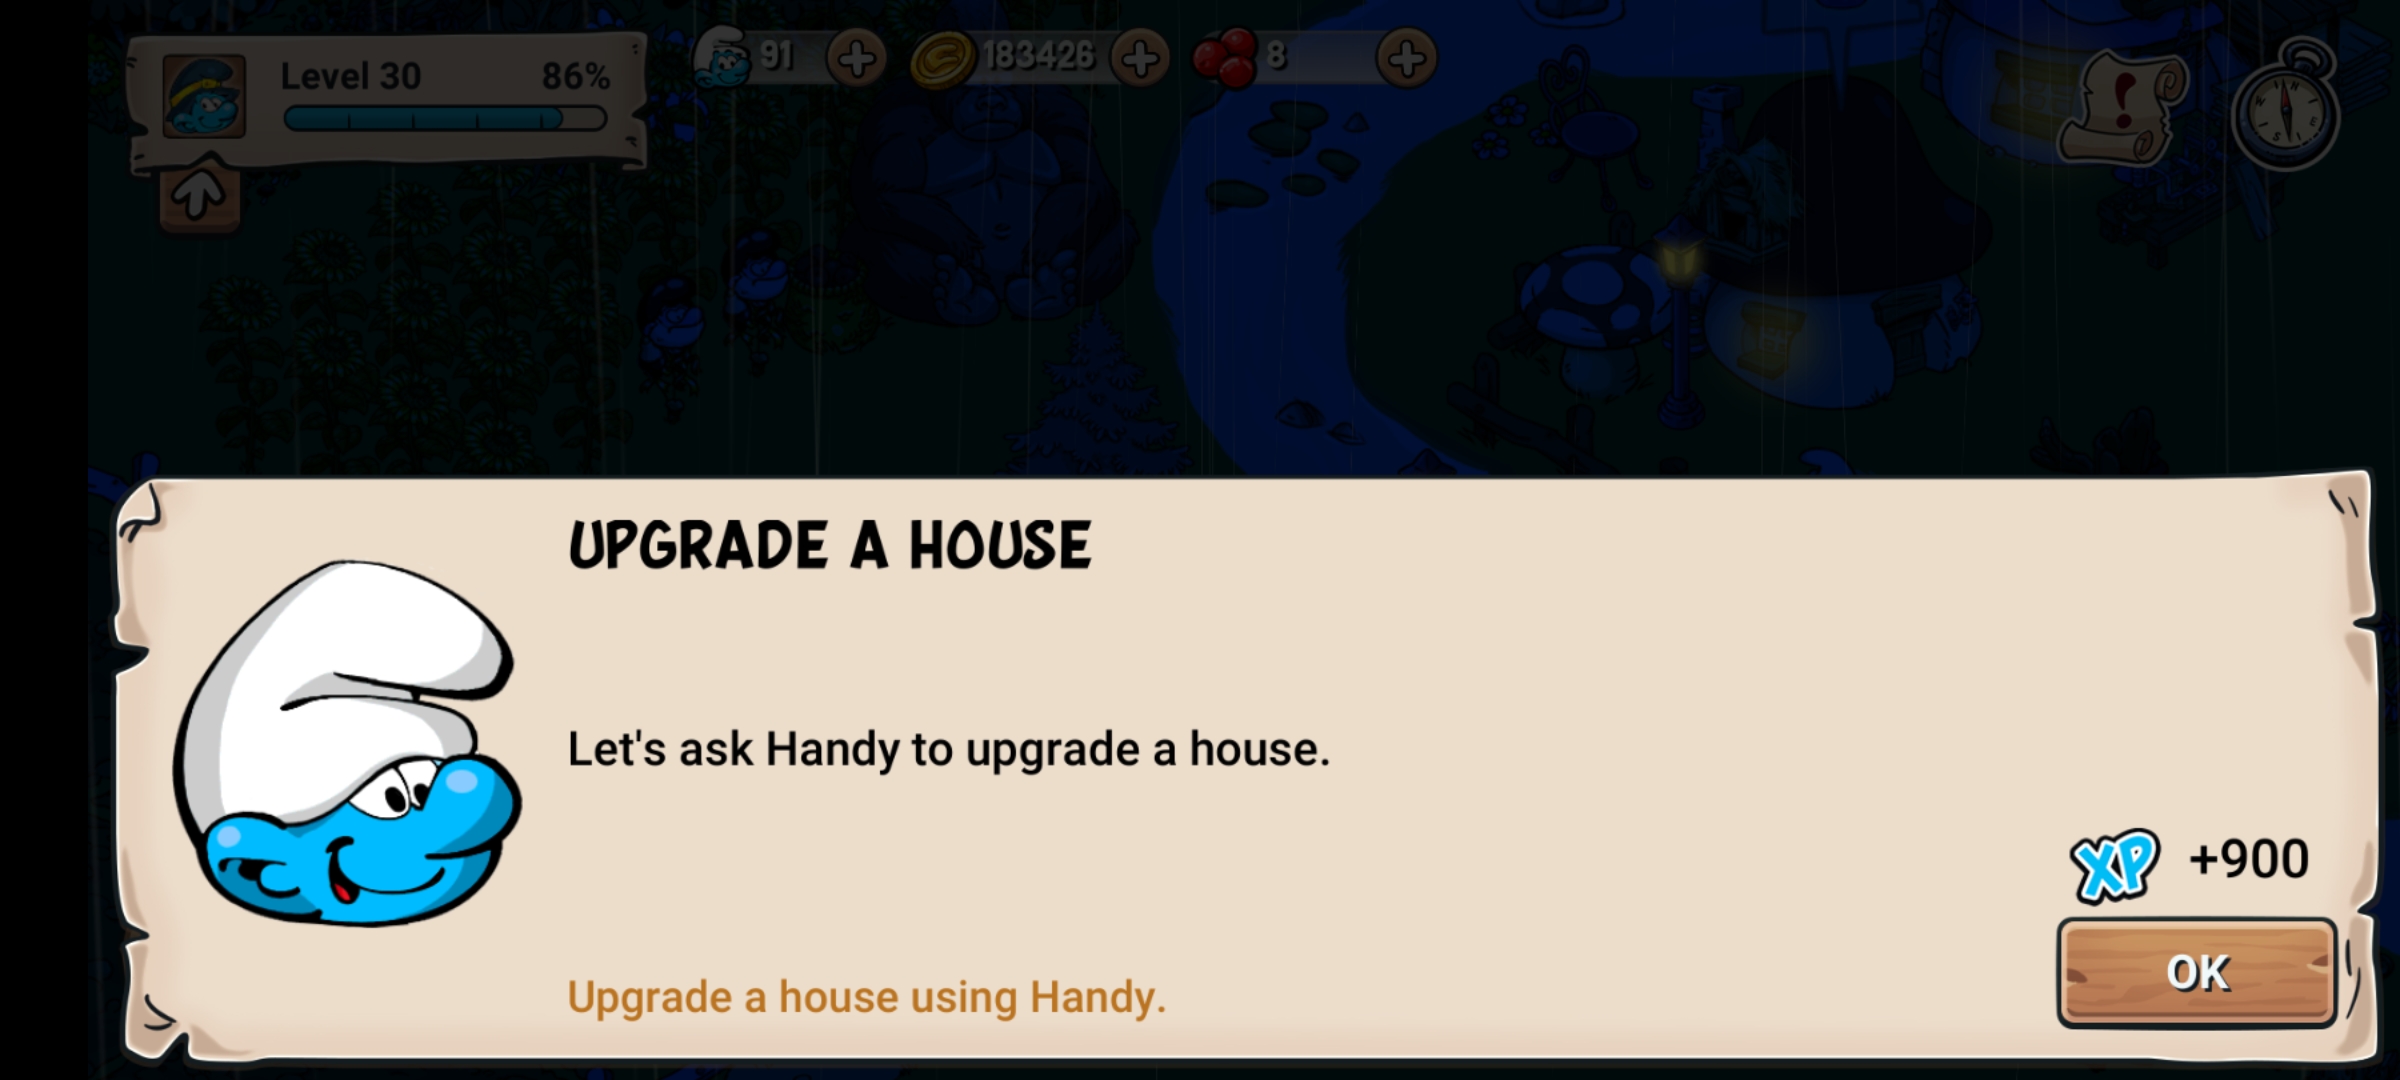 Level 30 86%
91
183426
8
UPGRADE A HOUSE
Let's ask Handy to upgrade a house.
XP +900
Upgrade a house using Handy.
OK